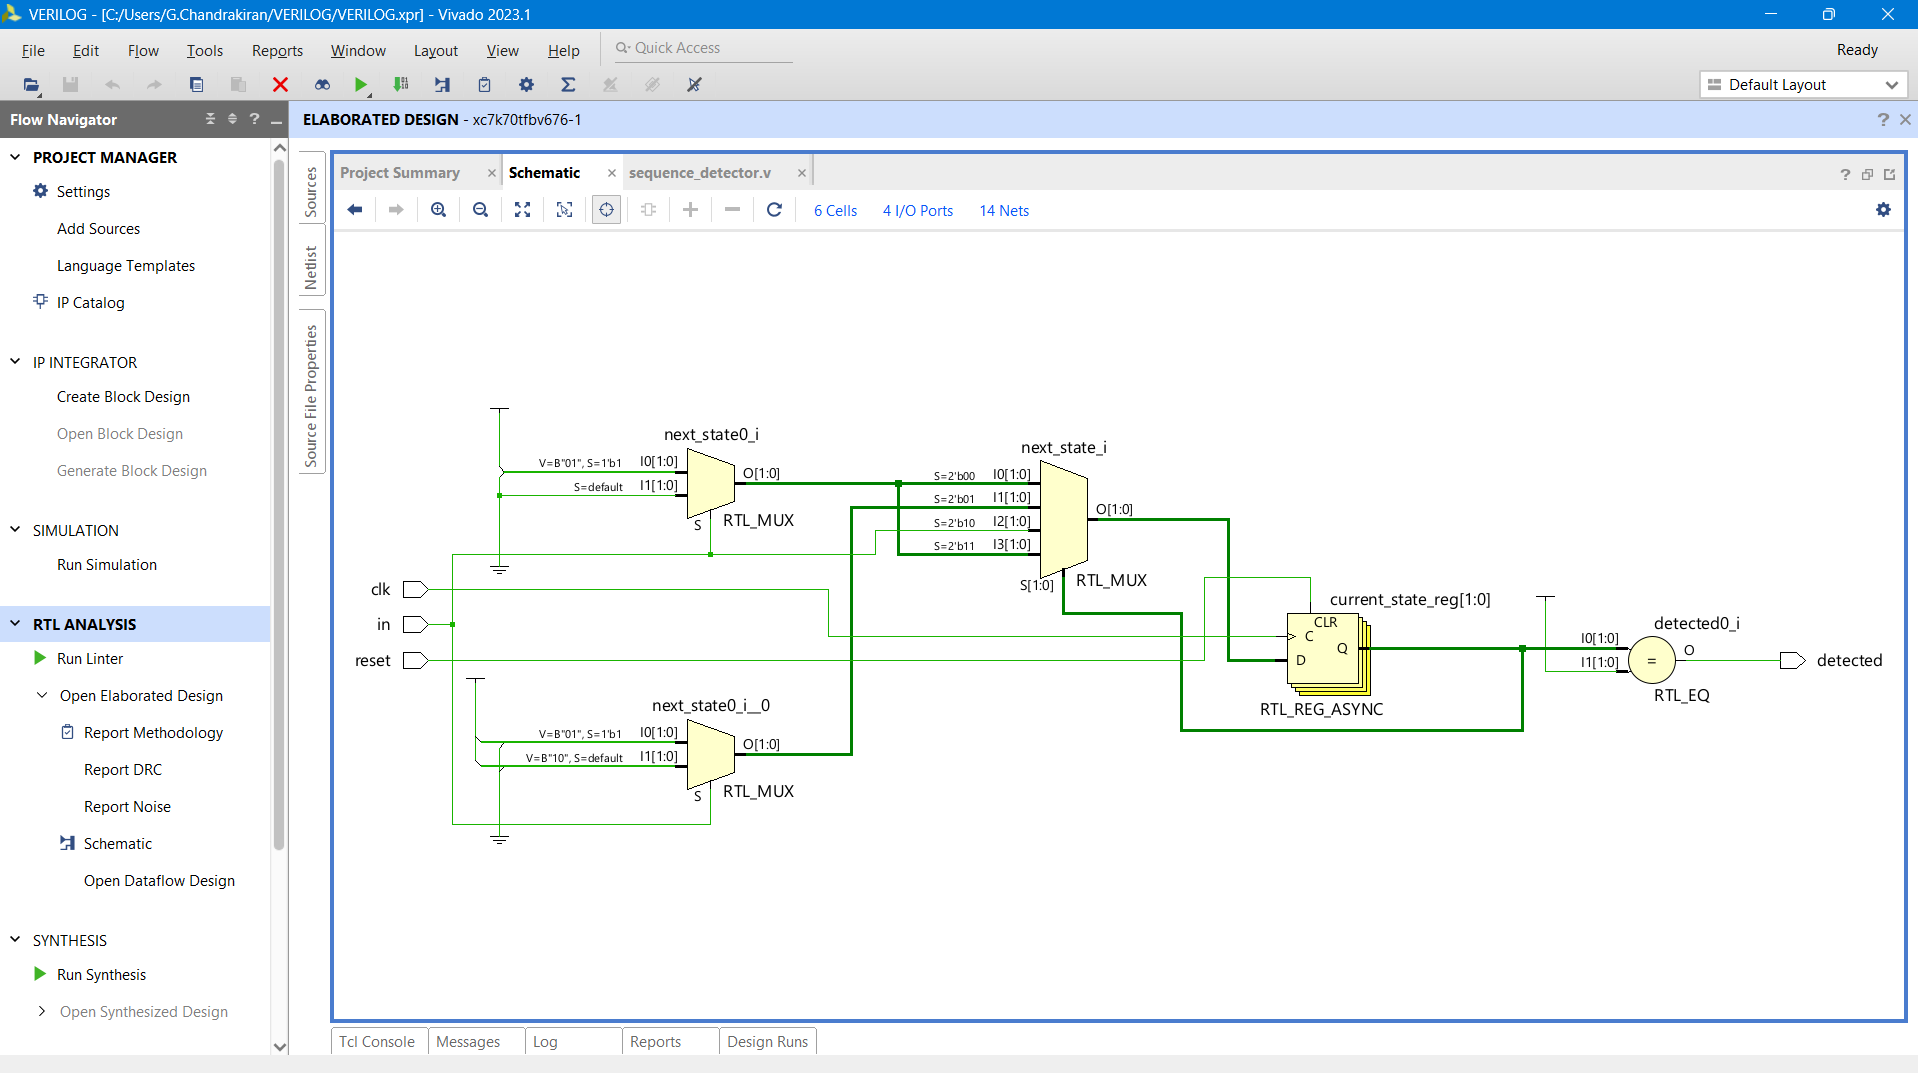 VERILOG - [C:/Users/G.Chandrakiran/VERILOG/VERILOG.xpr] - Vivado 2023.1
File Edit Flow Tools Reports Window Layout View Help Quick Access Ready
Default Layout
Flow Navigator
ELABORATED DESIGN - xc7k70tfbv676-1
PROJECT MANAGER
Settings
Add Sources
Language Templates
IP Catalog
IP INTEGRATOR
Create Block Design
Open Block Design
Generate Block Design
SIMULATION
Run Simulation
RTL ANALYSIS
Run Linter
Open Elaborated Design
Report Methodology
Report DRC
Report Noise
Schematic
Open Dataflow Design
SYNTHESIS
Run Synthesis
Open Synthesized Design
Sources
Netlist
Source File Properties
Project Summary Schematic sequence_detector.v
6 Cells 4 I/O Ports 14 Nets
next_state0_i
V=B"01", S=1'b1 I0[1:0]
S=default I1[1:0]
O[1:0]
S
RTL_MUX
next_state_i
S=2'b00 I0[1:0]
S=2'b01 I1[1:0]
S=2'b10 I2[1:0]
S=2'b11 I3[1:0]
O[1:0]
S[1:0]
RTL_MUX
clk
in
reset
next_state0_i__0
V=B"01", S=1'b1 I0[1:0]
V=B"10", S=default I1[1:0]
O[1:0]
S
RTL_MUX
current_state_reg[1:0]
CLR
C
Q
D
RTL_REG_ASYNC
detected0_i
I0[1:0]
I1[1:0]
=
O
RTL_EQ
detected
Tcl Console Messages Log Reports Design Runs